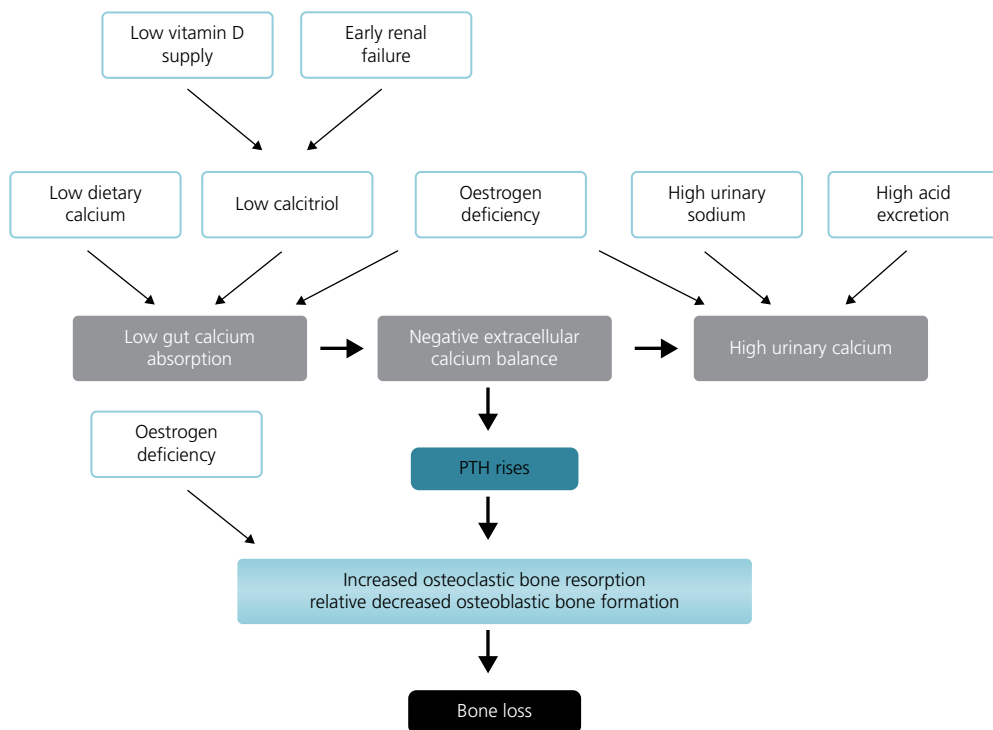 Low vitamin D
supply
Early renal
failure
Low dietary
calcium
Low calcitriol
Oestrogen
deficiency
High urinary
sodium
High acid
excretion
Low gut calcium
absorption
Negative extracellular
calcium balance
High urinary calcium
Oestrogen
deficiency
PTH rises
Increased osteoclastic bone resorption
relative decreased osteoblastic bone formation
Bone loss